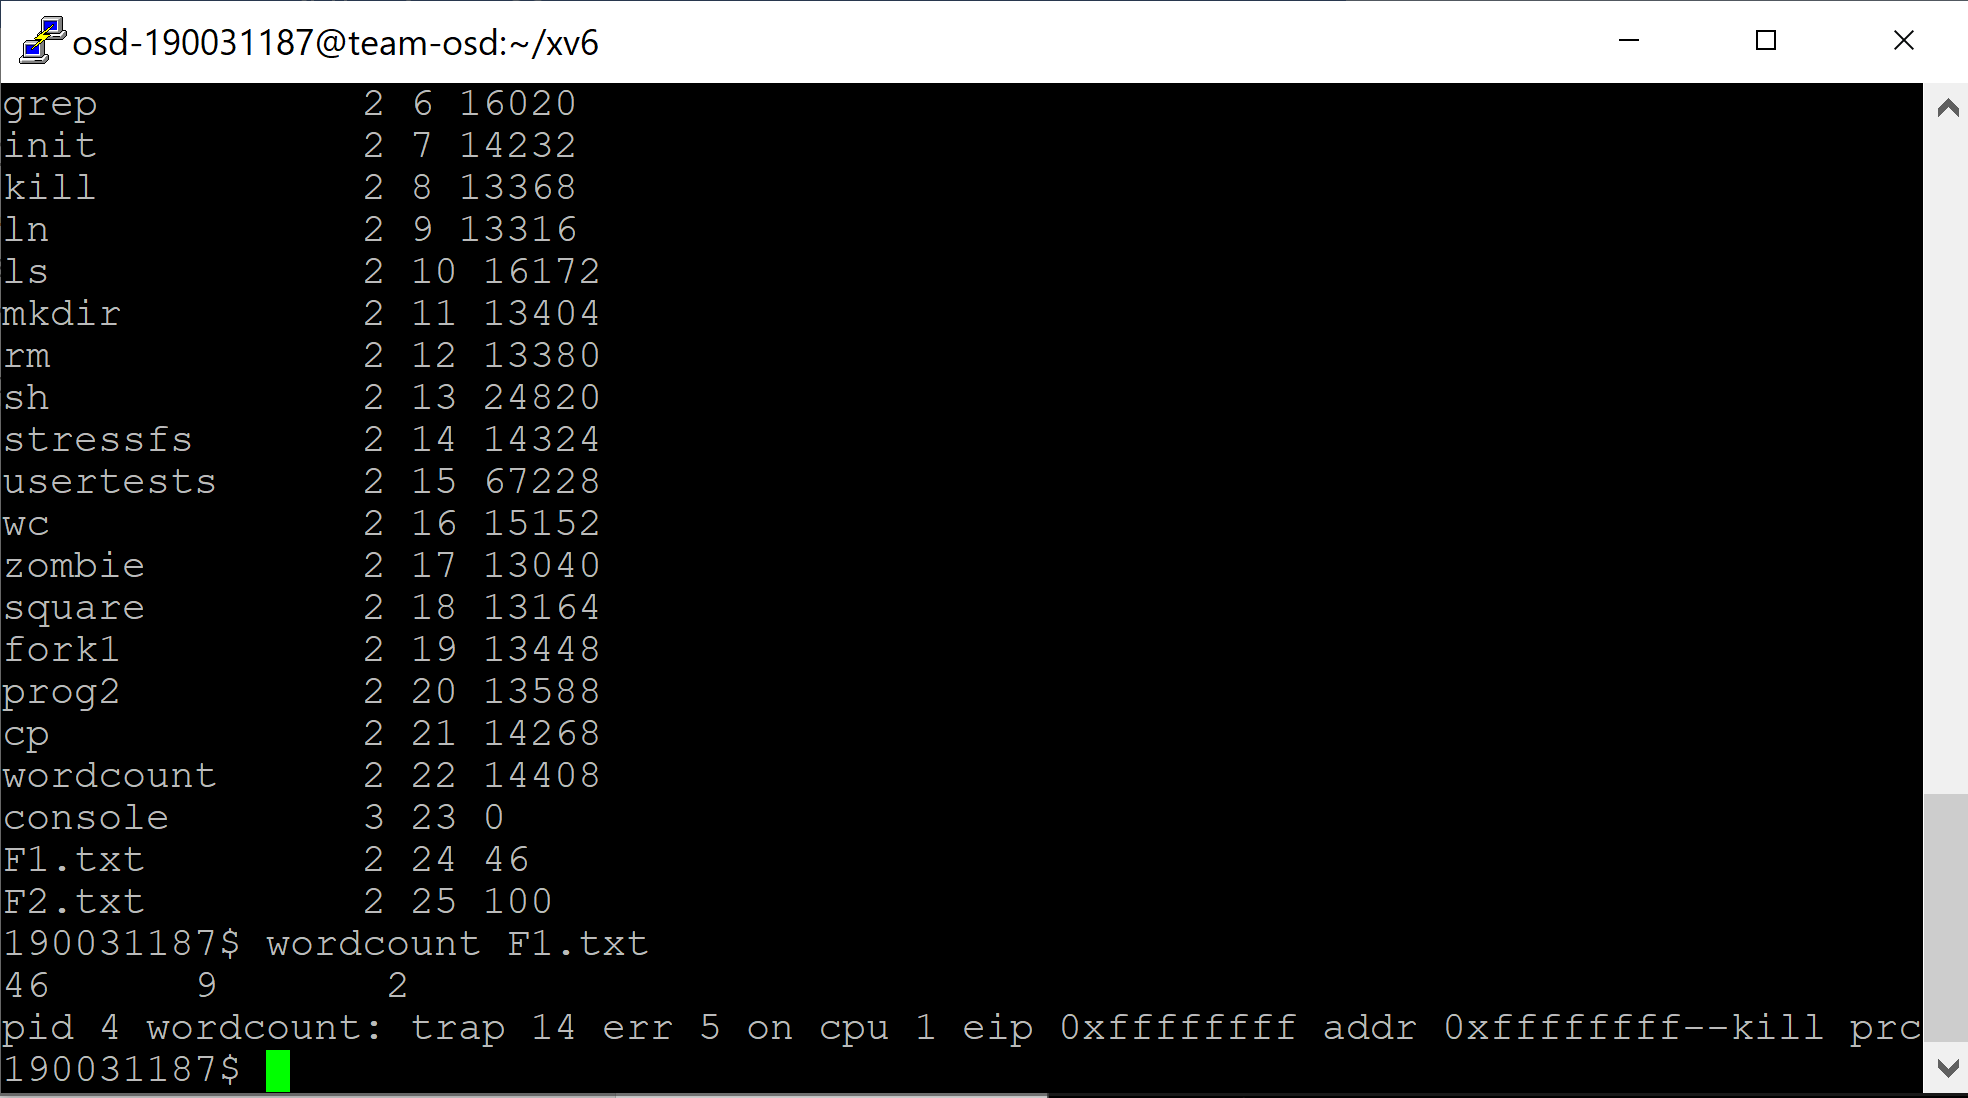 osd-190031187@team-osd:~/xv6
grep 2 6 16020
init 2 7 14232
kill 2 8 13368
ln 2 9 13316
ls 2 10 16172
mkdir 2 11 13404
rm 2 12 13380
sh 2 13 24820
stressfs 2 14 14324
usertests 2 15 67228
wc 2 16 15152
zombie 2 17 13040
square 2 18 13164
fork1 2 19 13448
prog2 2 20 13588
cp 2 21 14268
wordcount 2 22 14408
console 3 23 0
F1.txt 2 24 46
F2.txt 2 25 100
190031187$ wordcount F1.txt
46 9 2
pid 4 wordcount: trap 14 err 5 on cpu 1 eip 0xffffffff addr 0xffffffff--kill prc
190031187$